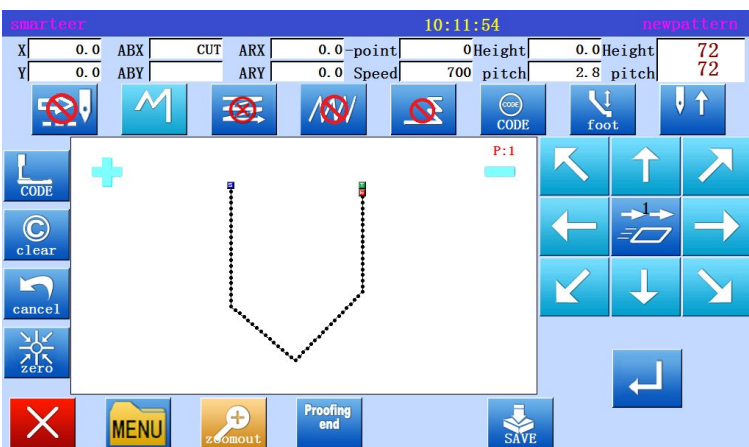 smarteer 10:11:54 newpattern
X 0.0 ABX CUT ARX 0.0 -point 0 Height 0.0 Height 72
Y 0.0 ABY ARY 0.0 Speed 700 pitch 2.8 pitch 72
CODE
CODE
foot
P:1
CODE
C
clear
1
cancel
zero
MENU
zoomout
Proofing
end
SAVE